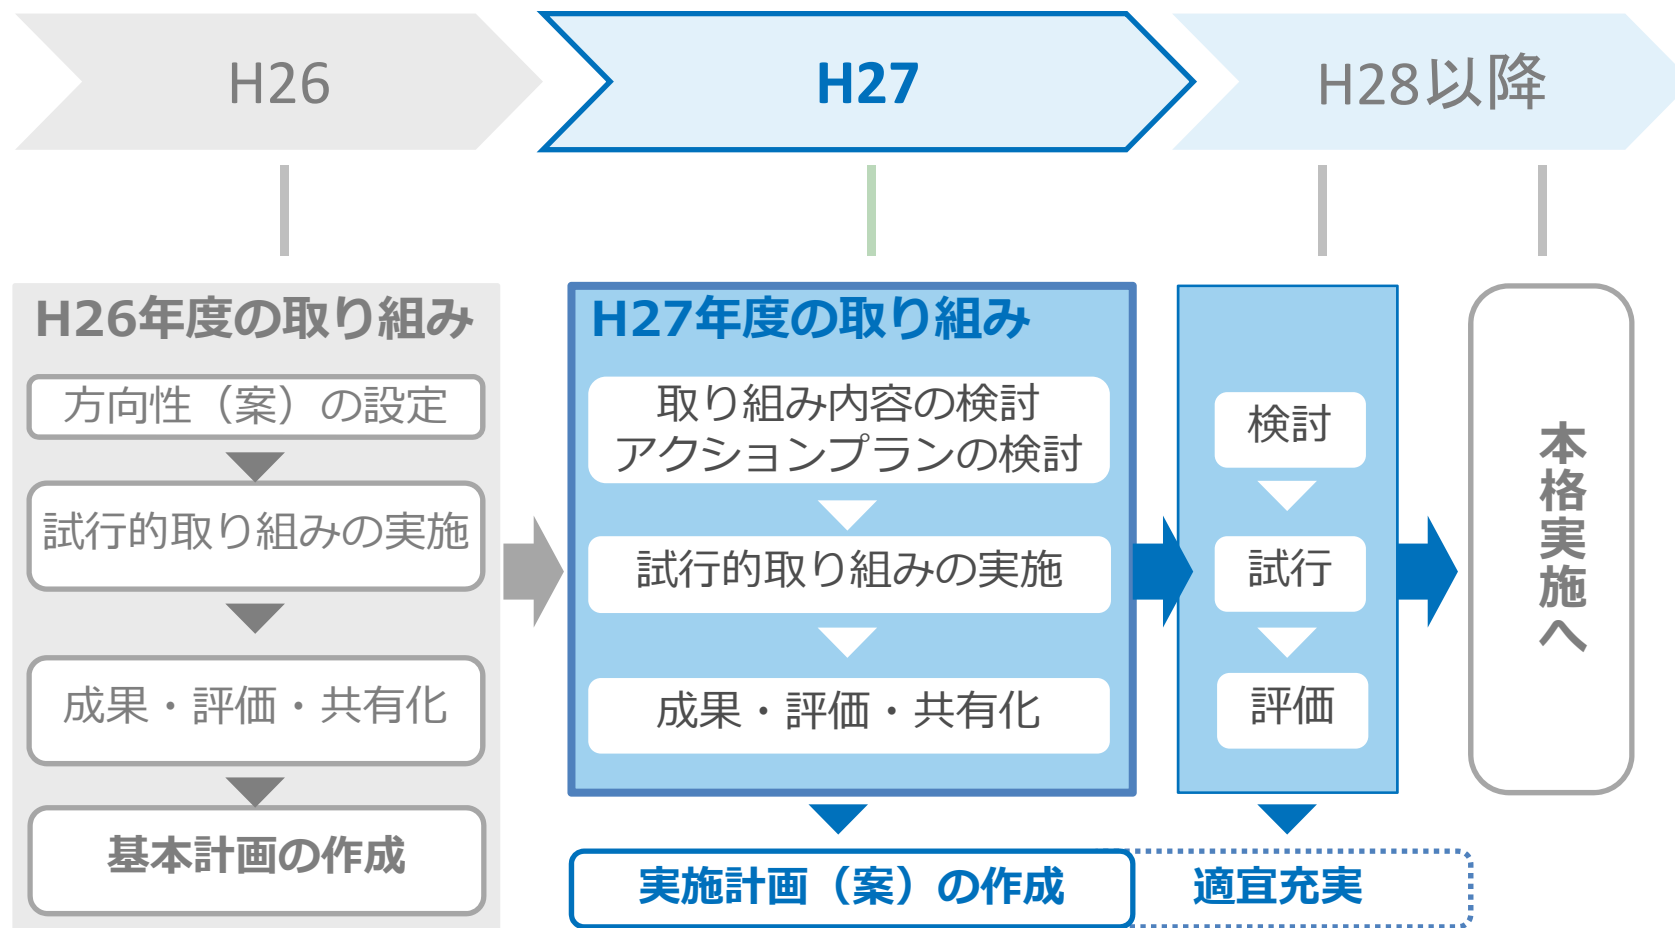 H26
H27
H28以降
H26年度の取り組み
方向性（案）の設定
試行的取り組みの実施
成果・評価・共有化
基本計画の作成
H27年度の取り組み
取り組み内容の検討
アクションプランの検討
試行的取り組みの実施
成果・評価・共有化
実施計画（案）の作成
検討
試行
評価
適宜充実
本格実施へ